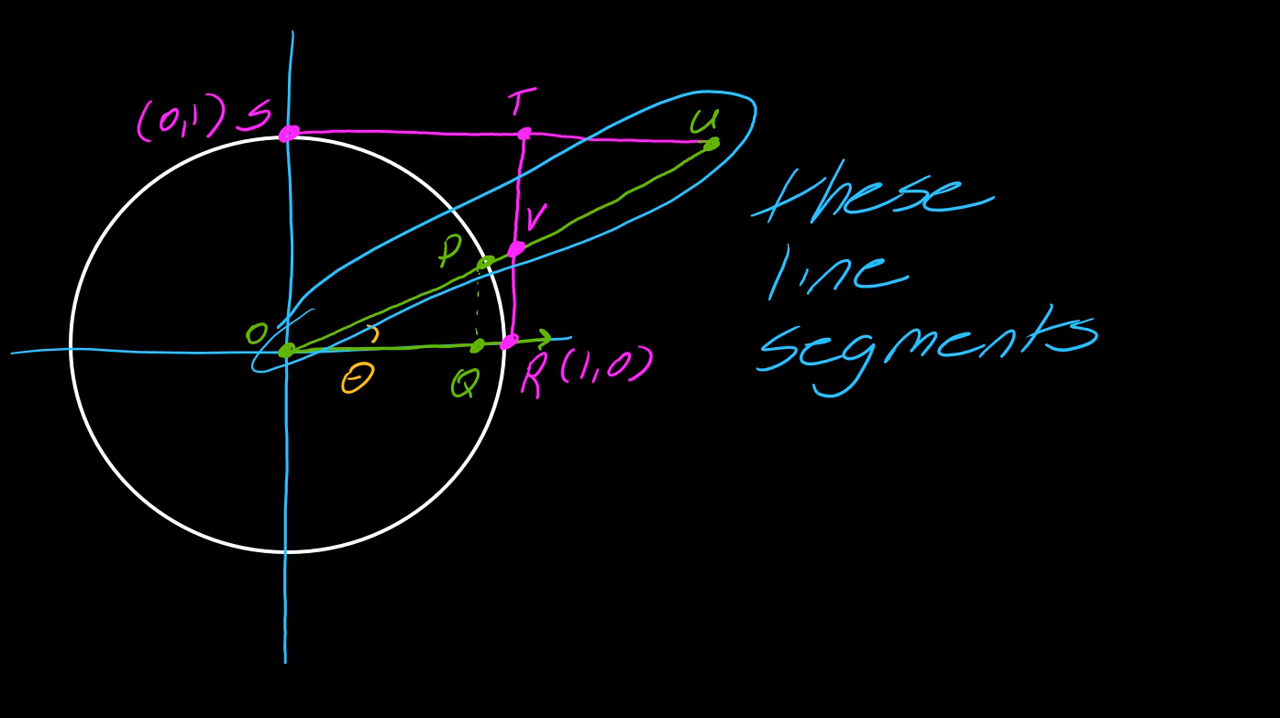 (0,1) S
T
U
these
V
P
line
O
segments
θ
Q
R (1,0)